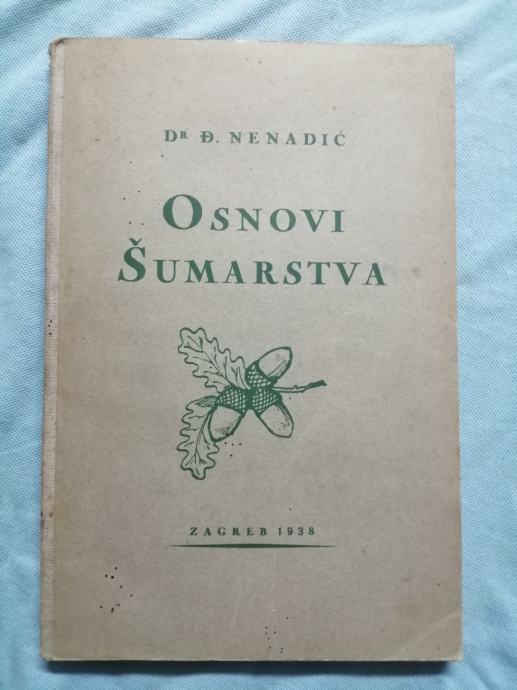 DR Đ. NENADIĆ
OSNOVI
ŠUMARSTVA
ZAGREB 1938